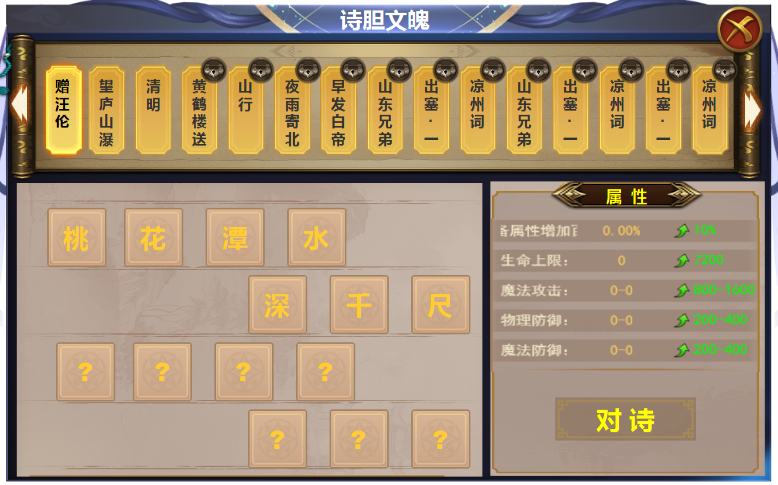 诗胆文魄
赠汪伦
望庐山瀑
清明
黄鹤楼送
山行
夜雨寄北
早发白帝
山东兄弟
出塞·一
凉州词
山东兄弟
出塞·一
凉州词
出塞·一
凉州词
桃花潭水
深千尺
????
???
属性
各属性增加百 0.00% 10%
生命上限: 0 7200
魔法攻击: 0-0 800-1600
物理防御: 0-0 200-400
魔法防御: 0-0 200-400
对诗